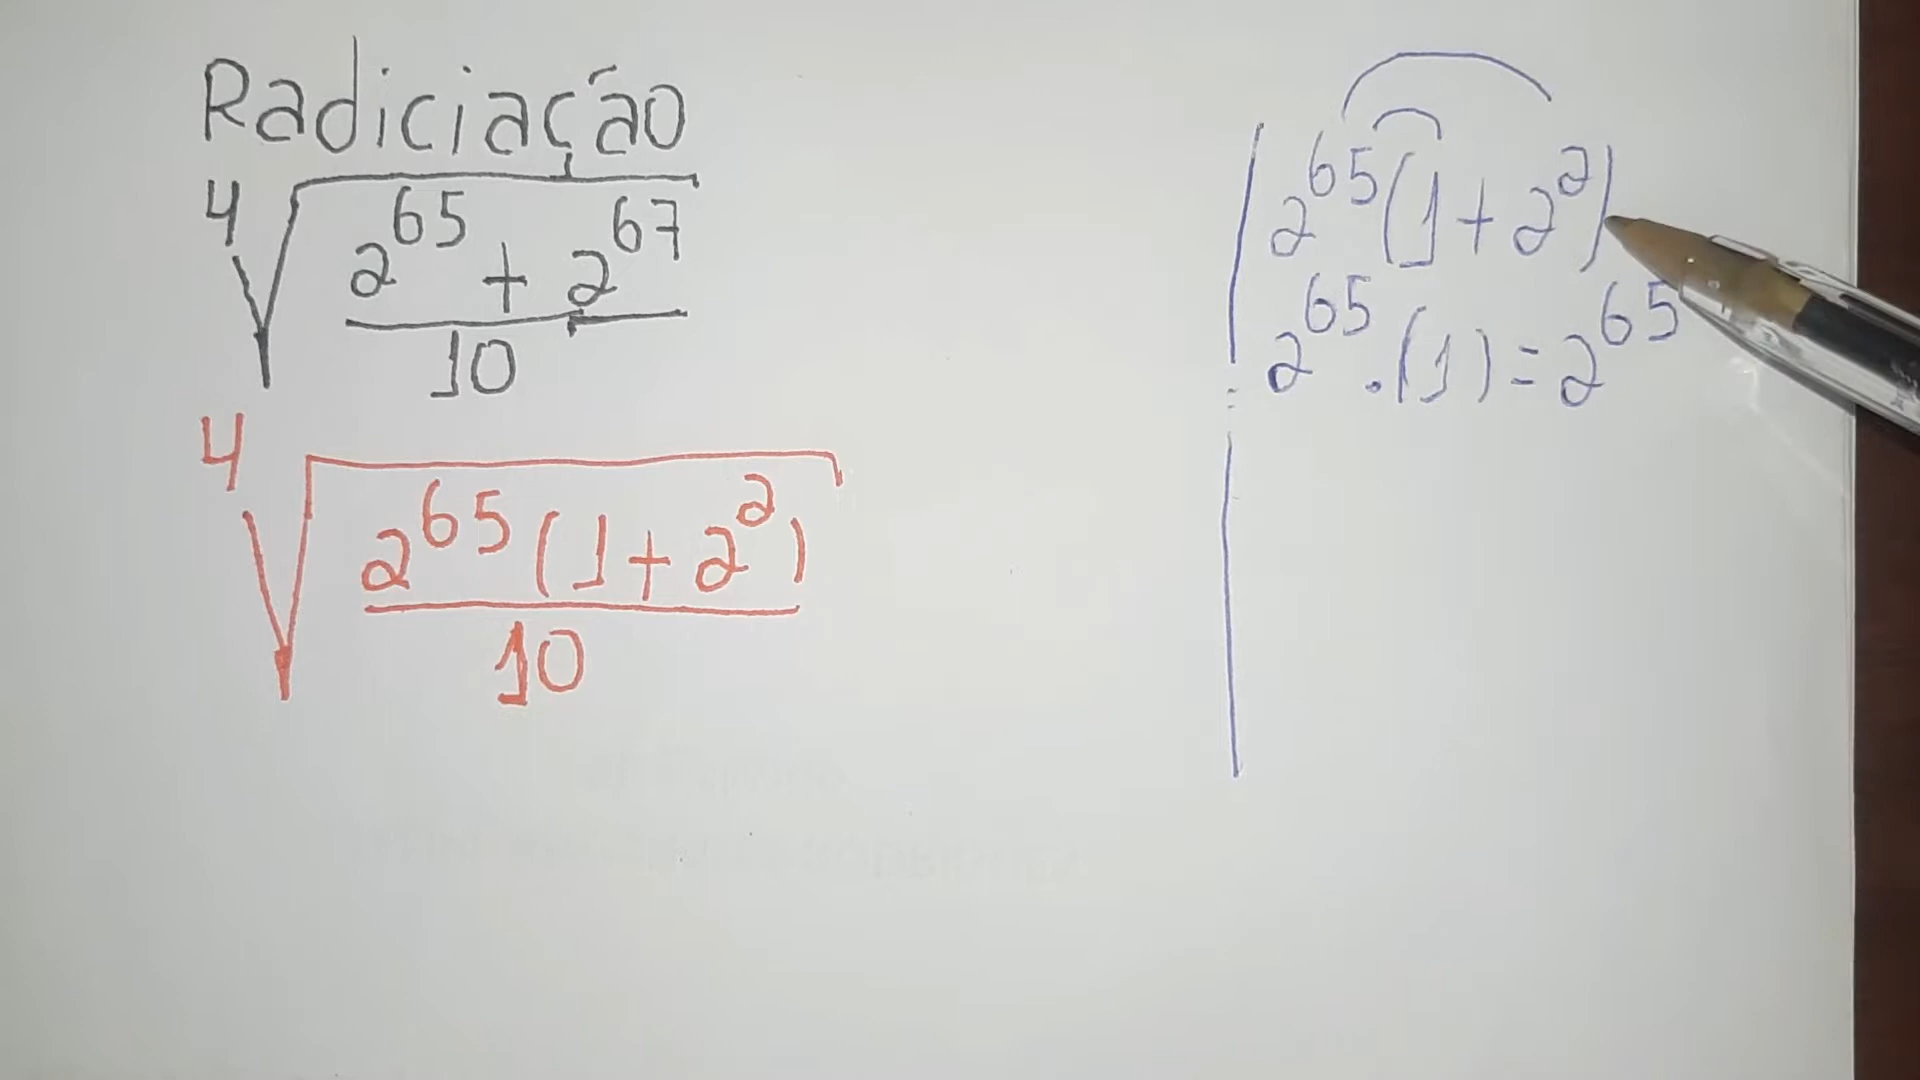 Radiciação
⁴√((2⁶⁵ + 2⁶⁷)/10)
⁴√((2⁶⁵(1 + 2²))/10)
2⁶⁵(1 + 2²)
2⁶⁵ . (1) = 2⁶⁵